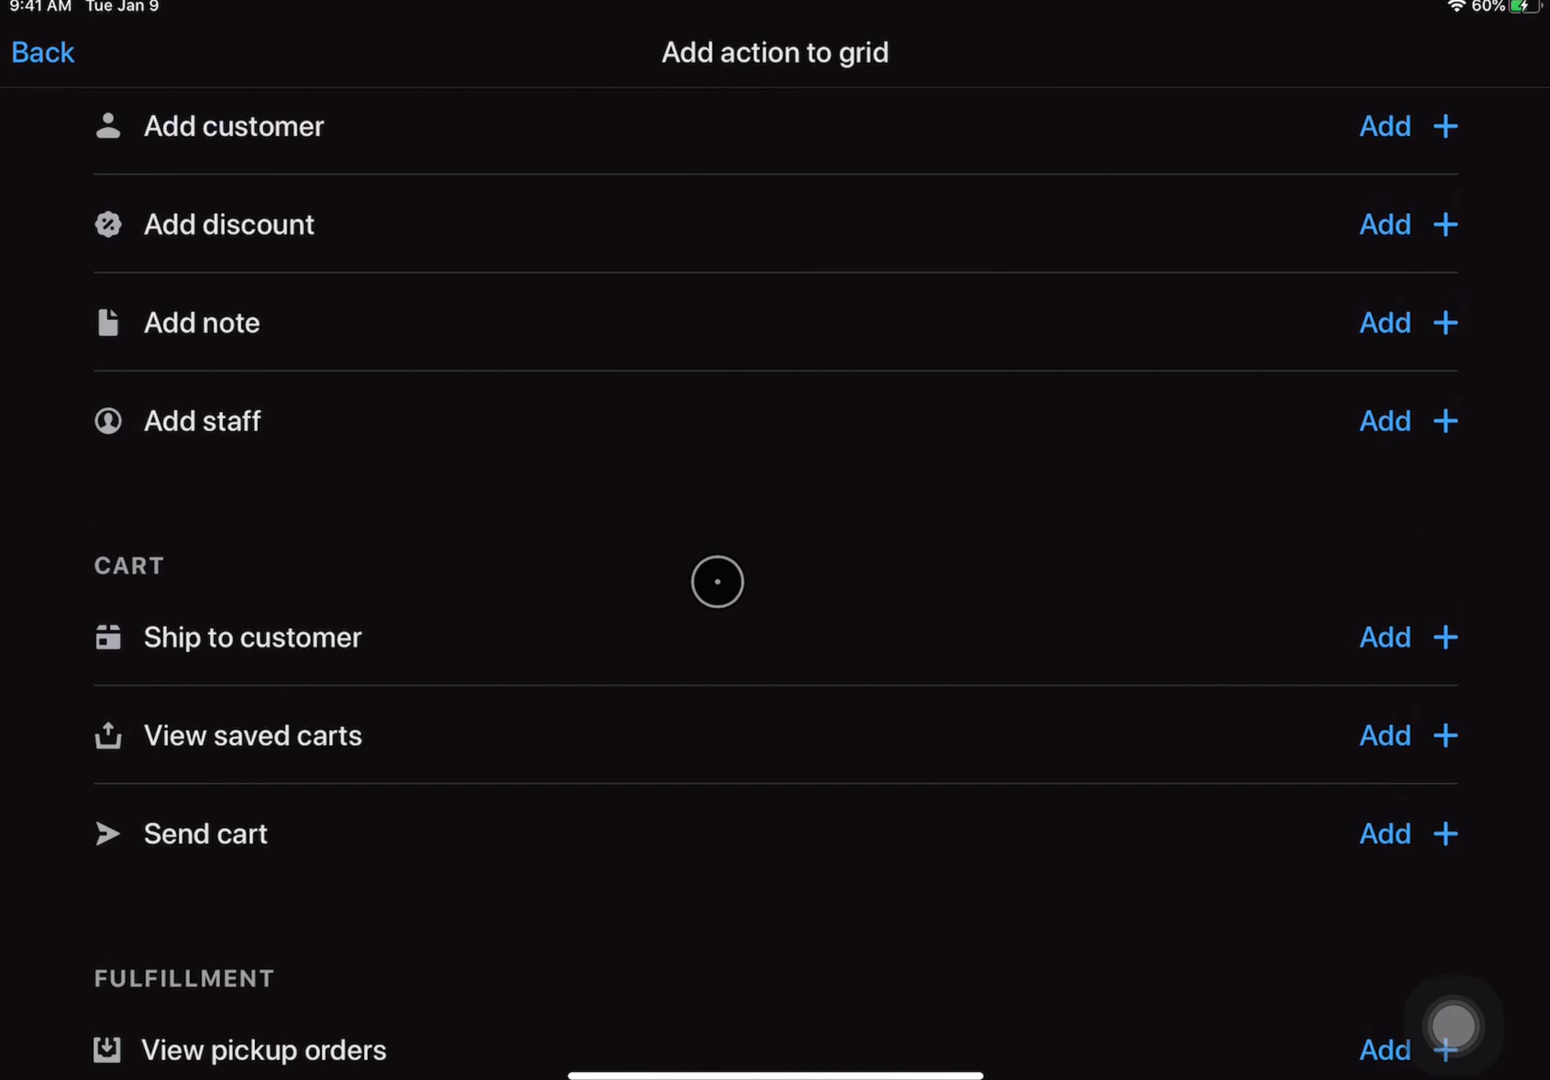 9:41 AM Tue Jan 9 60%
Back Add action to grid
Add customer Add +
Add discount Add +
Add note Add +
Add staff Add +
CART
Ship to customer Add +
View saved carts Add +
Send cart Add +
FULFILLMENT
View pickup orders Add +